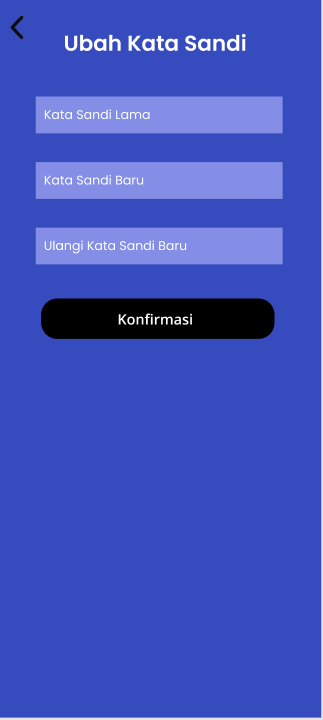 Ubah Kata Sandi
Kata Sandi Lama
Kata Sandi Baru
Ulangi Kata Sandi Baru
Konfirmasi